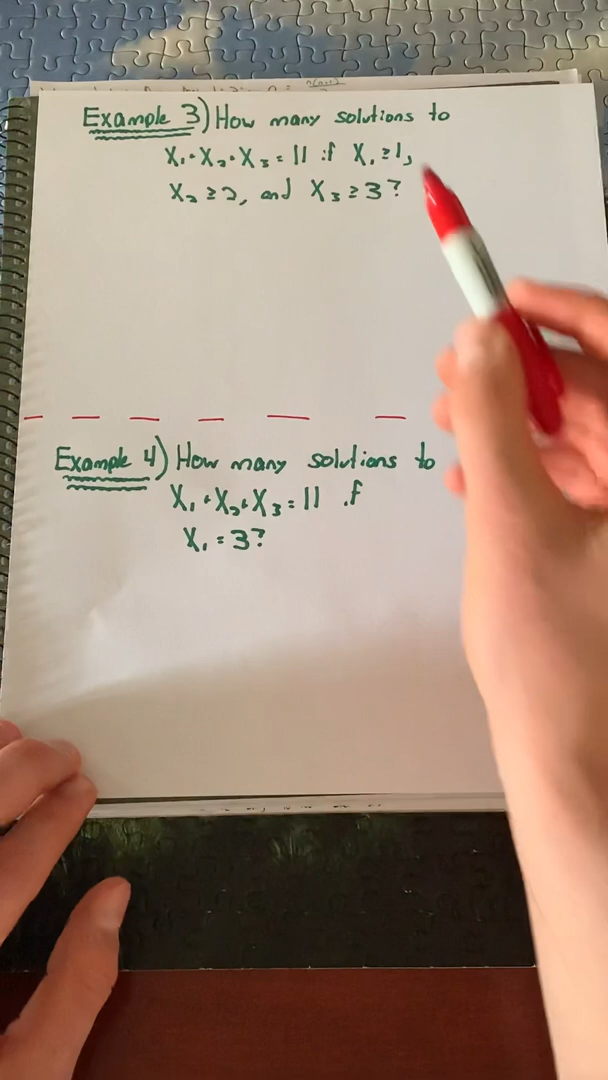 Example 3) How many solutions to
X₁+X₂+X₃=11 if X₁≥1,
X₂≥2, and X₃≥3?
Example 4) How many solutions to
X₁+X₂+X₃=11 if
X₁=3?